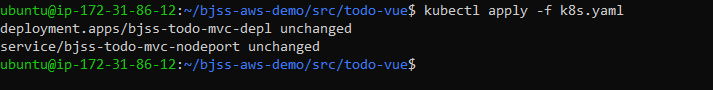 ubuntu@ip-172-31-86-12:~/bjss-aws-demo/src/todo-vue$ kubectl apply -f k8s.yaml
deployment.apps/bjss-todo-mvc-depl unchanged
service/bjss-todo-mvc-nodeport unchanged
ubuntu@ip-172-31-86-12:~/bjss-aws-demo/src/todo-vue$